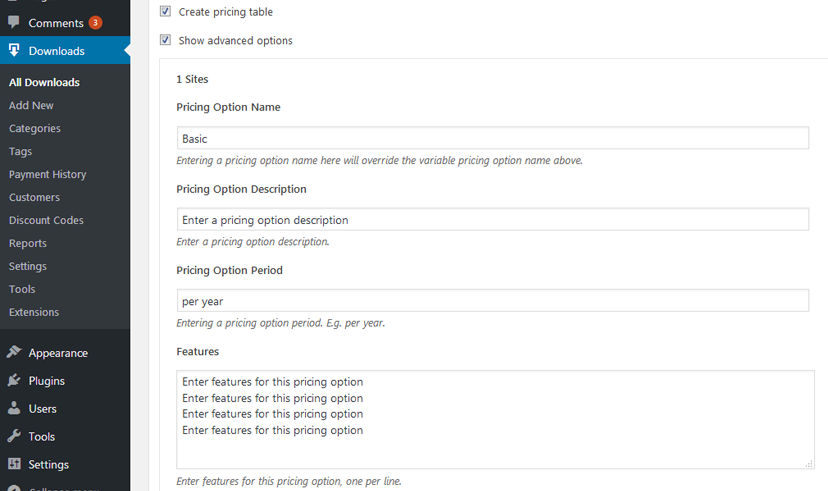 Comments 3
Downloads
All Downloads
Add New
Categories
Tags
Payment History
Customers
Discount Codes
Reports
Settings
Tools
Extensions
Appearance
Plugins
Users
Tools
Settings
Create pricing table
Show advanced options
1 Sites
Pricing Option Name
Basic
Entering a pricing option name here will override the variable pricing option name above.
Pricing Option Description
Enter a pricing option description
Enter a pricing option description.
Pricing Option Period
per year
Entering a pricing option period. E.g. per year.
Features
Enter features for this pricing option
Enter features for this pricing option
Enter features for this pricing option
Enter features for this pricing option
Enter features for this pricing option, one per line.